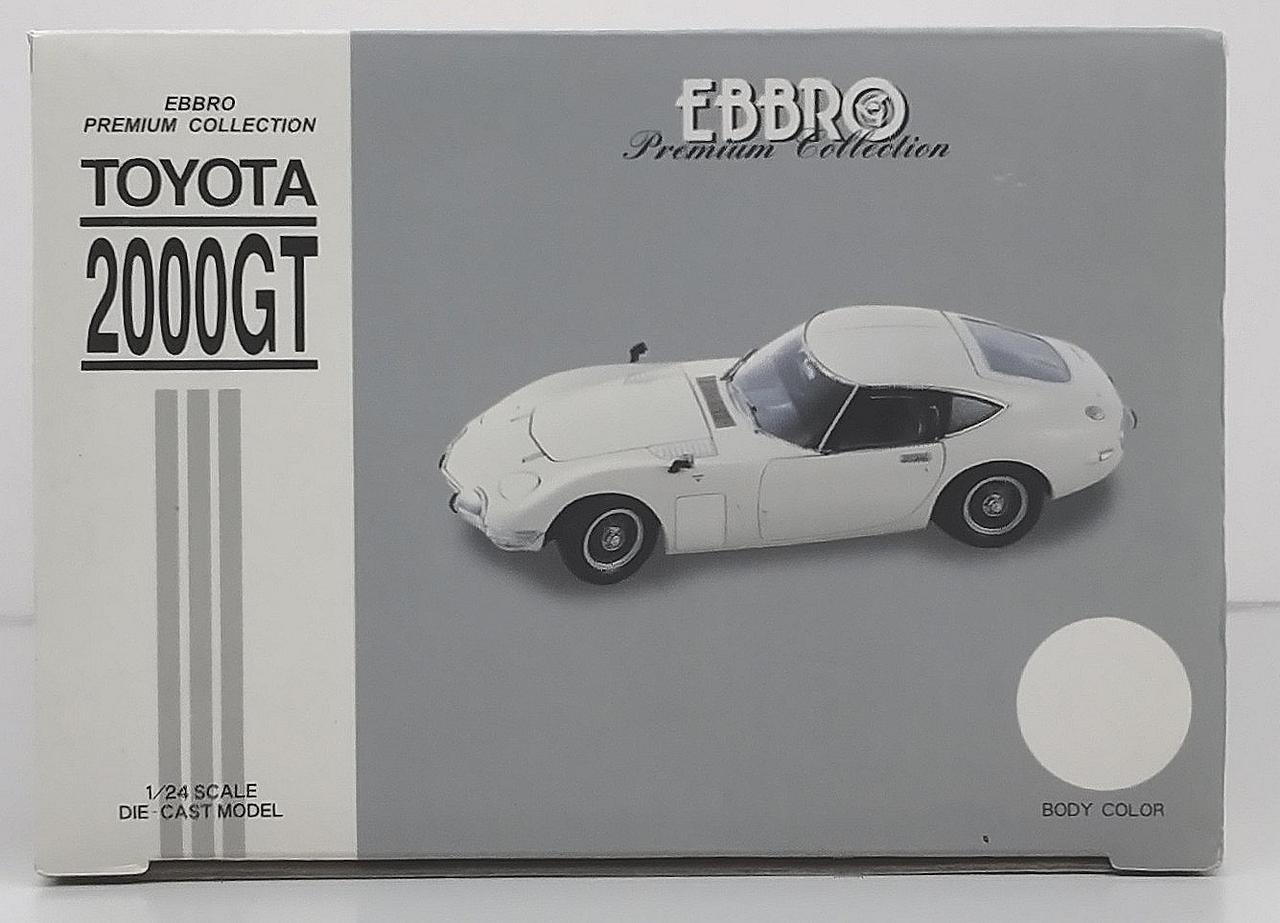 EBBRO
PREMIUM COLLECTION
TOYOTA
2000GT
1/24 SCALE
DIE-CAST MODEL
EBBRO
Premium Collection
BODY COLOR